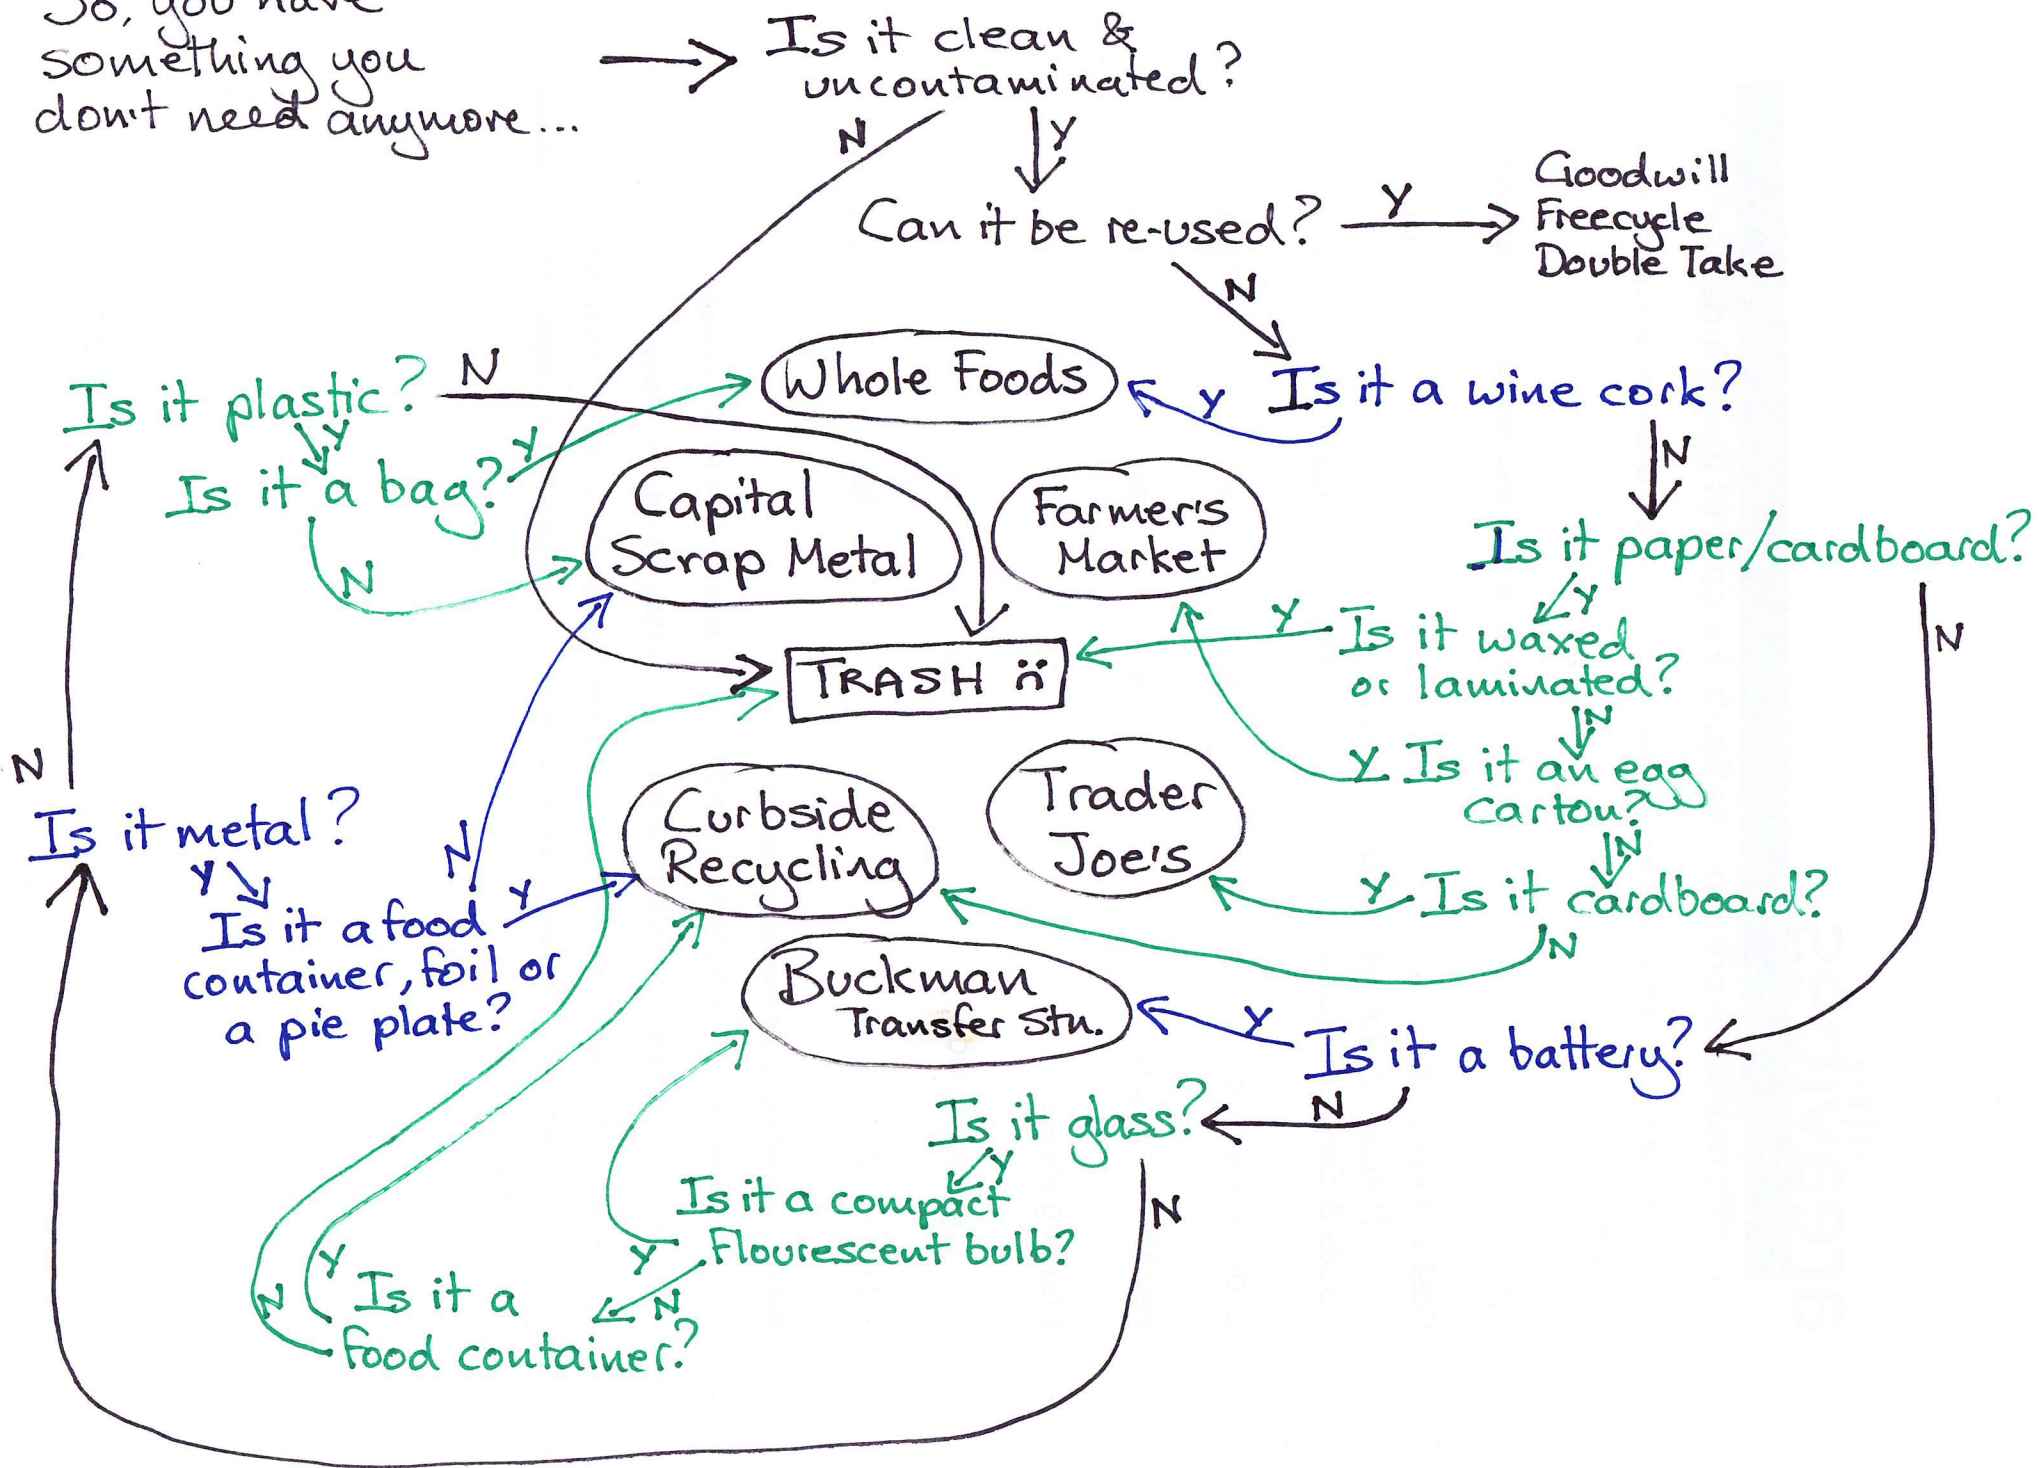 So, you have
something you
don't need anymore...
Is it clean &
uncontaminated?
N
Y
Can it be re-used?
Y
Goodwill
Freecycle
Double Take
N
Is it a wine cork?
Y
Whole Foods
N
Is it paper/cardboard?
Y
N
Is it waxed
or laminated?
Y
N
Is it an egg
carton?
Y
N
Is it cardboard?
Y
N
Is it a battery?
Y
N
Is it glass?
Y
N
Is it a compact
Flourescent bulb?
Y
N
Is it a
food container?
Y
N
Is it metal?
Y
N
Is it a food
container, foil or
a pie plate?
Y
N
Is it plastic?
N
Y
Is it a bag?
Y
N
Capital
Scrap Metal
Farmer's
Market
TRASH
Curbside
Recycling
Trader
Joe's
Buckman
Transfer Stn.